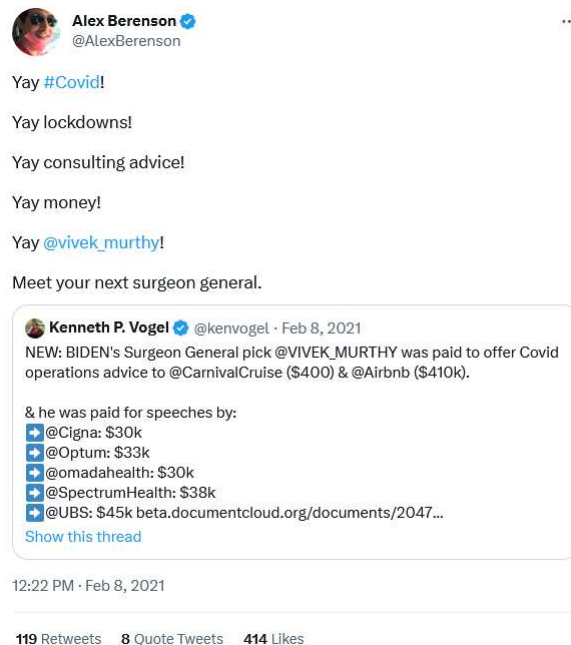 Alex Berenson
@AlexBerenson
Yay #Covid!
Yay lockdowns!
Yay consulting advice!
Yay money!
Yay @vivek_murthy!
Meet your next surgeon general.
Kenneth P. Vogel @kenvogel · Feb 8, 2021
NEW: BIDEN's Surgeon General pick @VIVEK_MURTHY was paid to offer Covid
operations advice to @CarnivalCruise ($400) & @Airbnb ($410k).
& he was paid for speeches by:
➡@Cigna: $30k
➡@Optum: $33k
➡@omadahealth: $30k
➡@SpectrumHealth: $38k
➡@UBS: $45k beta.documentcloud.org/documents/2047...
Show this thread
12:22 PM · Feb 8, 2021
119 Retweets 8 Quote Tweets 414 Likes